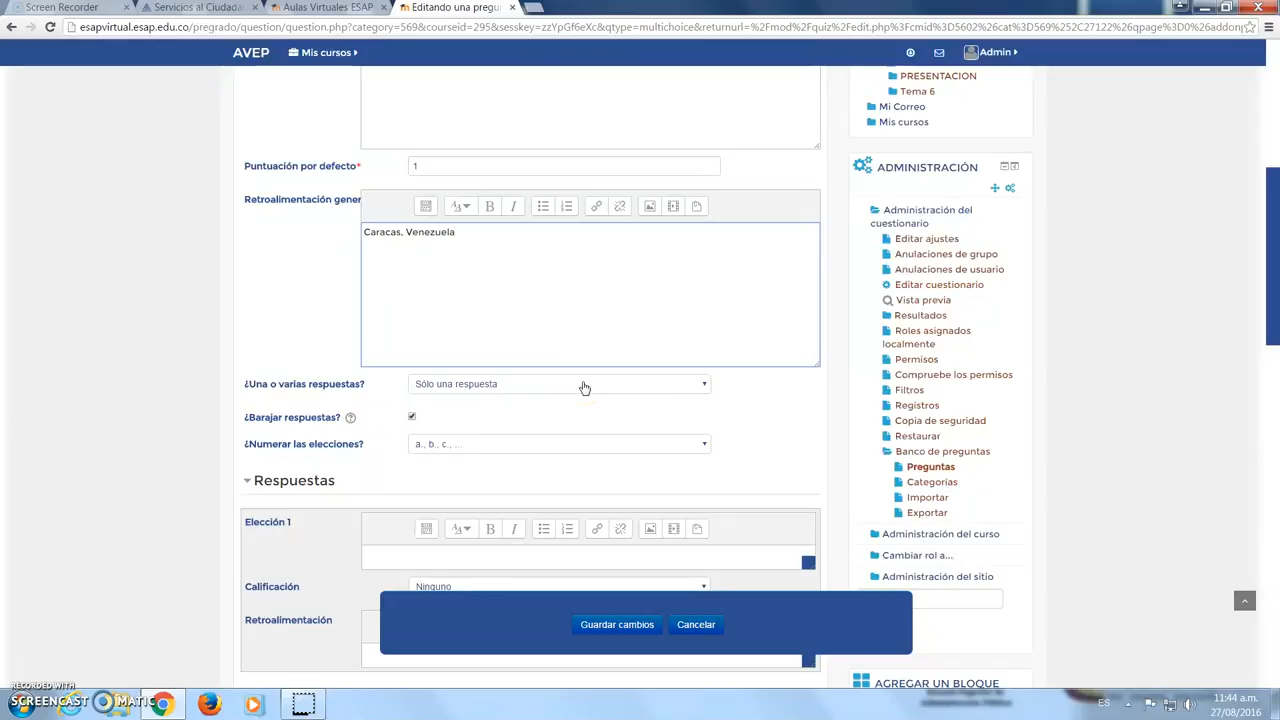 Screen Recorder
Servicios al Ciudadan
Aulas Virtuales ESAP
Editando una pregu
esapvirtual.esap.edu.co/pregrado/question/question.php?category=569&courseid=295&sesskey=zzYpGf6eXc&qtype=multichoice&returnurl=%2Fmod%2Fquiz%2Fedit.php%3Fcmid%3D5602%26cat%3D569%252C27122%26qpage%3D0%26addonp
AVEP
Mis cursos
Admin
PRESENTACION
Tema 6
Mi Correo
Mis cursos
Puntuación por defecto*
1
Retroalimentación gener
Caracas, Venezuela
¿Una o varias respuestas?
Sólo una respuesta
¿Barajar respuestas?
¿Numerar las elecciones?
a., b., c., ...
Respuestas
Elección 1
Calificación
Ninguno
Retroalimentación
Guardar cambios
Cancelar
ADMINISTRACIÓN
Administración del
cuestionario
Editar ajustes
Anulaciones de grupo
Anulaciones de usuario
Editar cuestionario
Vista previa
Resultados
Roles asignados
localmente
Permisos
Compruebe los permisos
Filtros
Registros
Copia de seguridad
Restaurar
Banco de preguntas
Preguntas
Categorías
Importar
Exportar
Administración del curso
Cambiar rol a...
Administración del sitio
AGREGAR UN BLOQUE
RECORDED WITH
SCREENCAST MATIC
ES
11:44 a.m.
27/08/2016